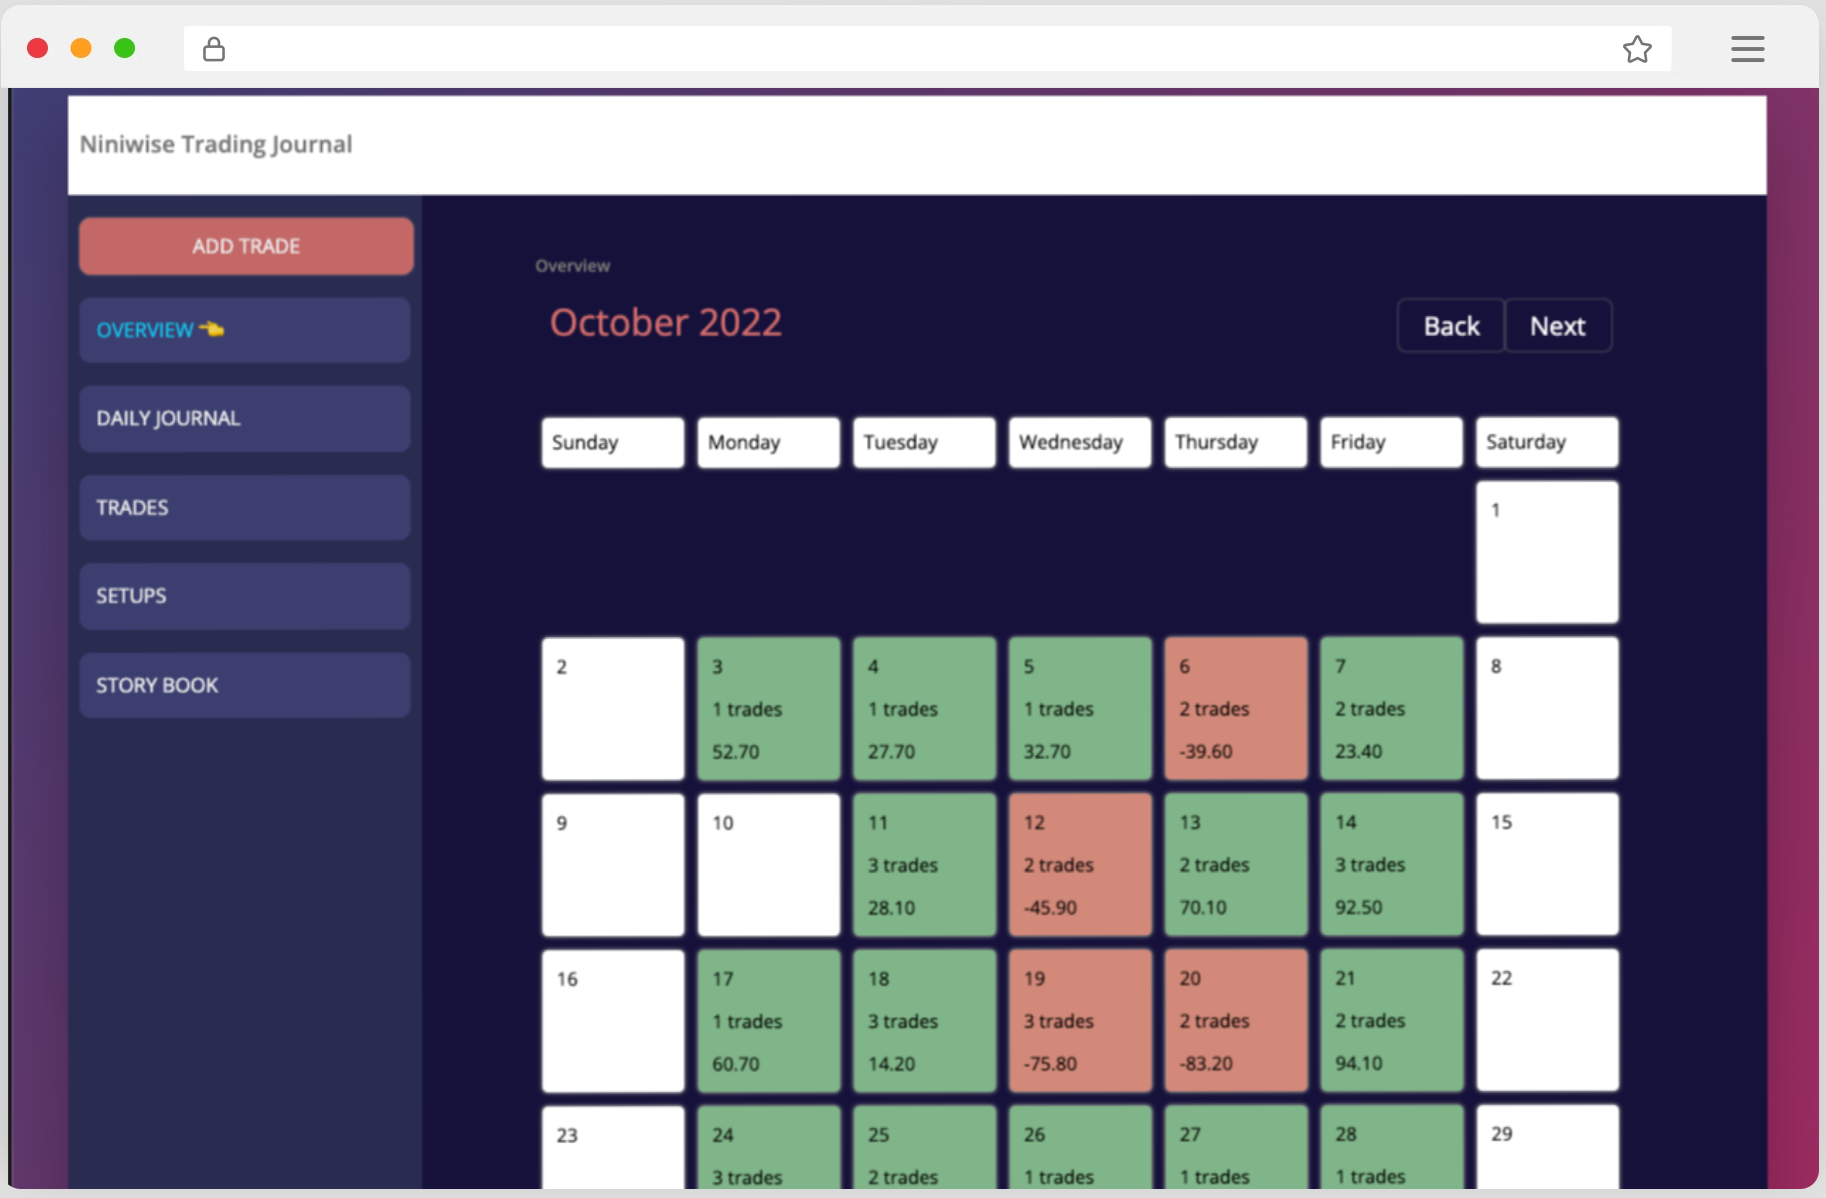 Niniwise Trading Journal
ADD TRADE
OVERVIEW 👈
DAILY JOURNAL
TRADES
SETUPS
STORY BOOK
Overview
October 2022
Back Next
Sunday Monday Tuesday Wednesday Thursday Friday Saturday
1
2 3 4 5 6 7 8
1 trades 1 trades 1 trades 2 trades 2 trades
52.70 27.70 32.70 -39.60 23.40
9 10 11 12 13 14 15
3 trades 2 trades 2 trades 3 trades
28.10 -45.90 70.10 92.50
16 17 18 19 20 21 22
1 trades 3 trades 3 trades 2 trades 2 trades
60.70 14.20 -75.80 -83.20 94.10
23 24 25 26 27 28 29
3 trades 2 trades 1 trades 1 trades 1 trades